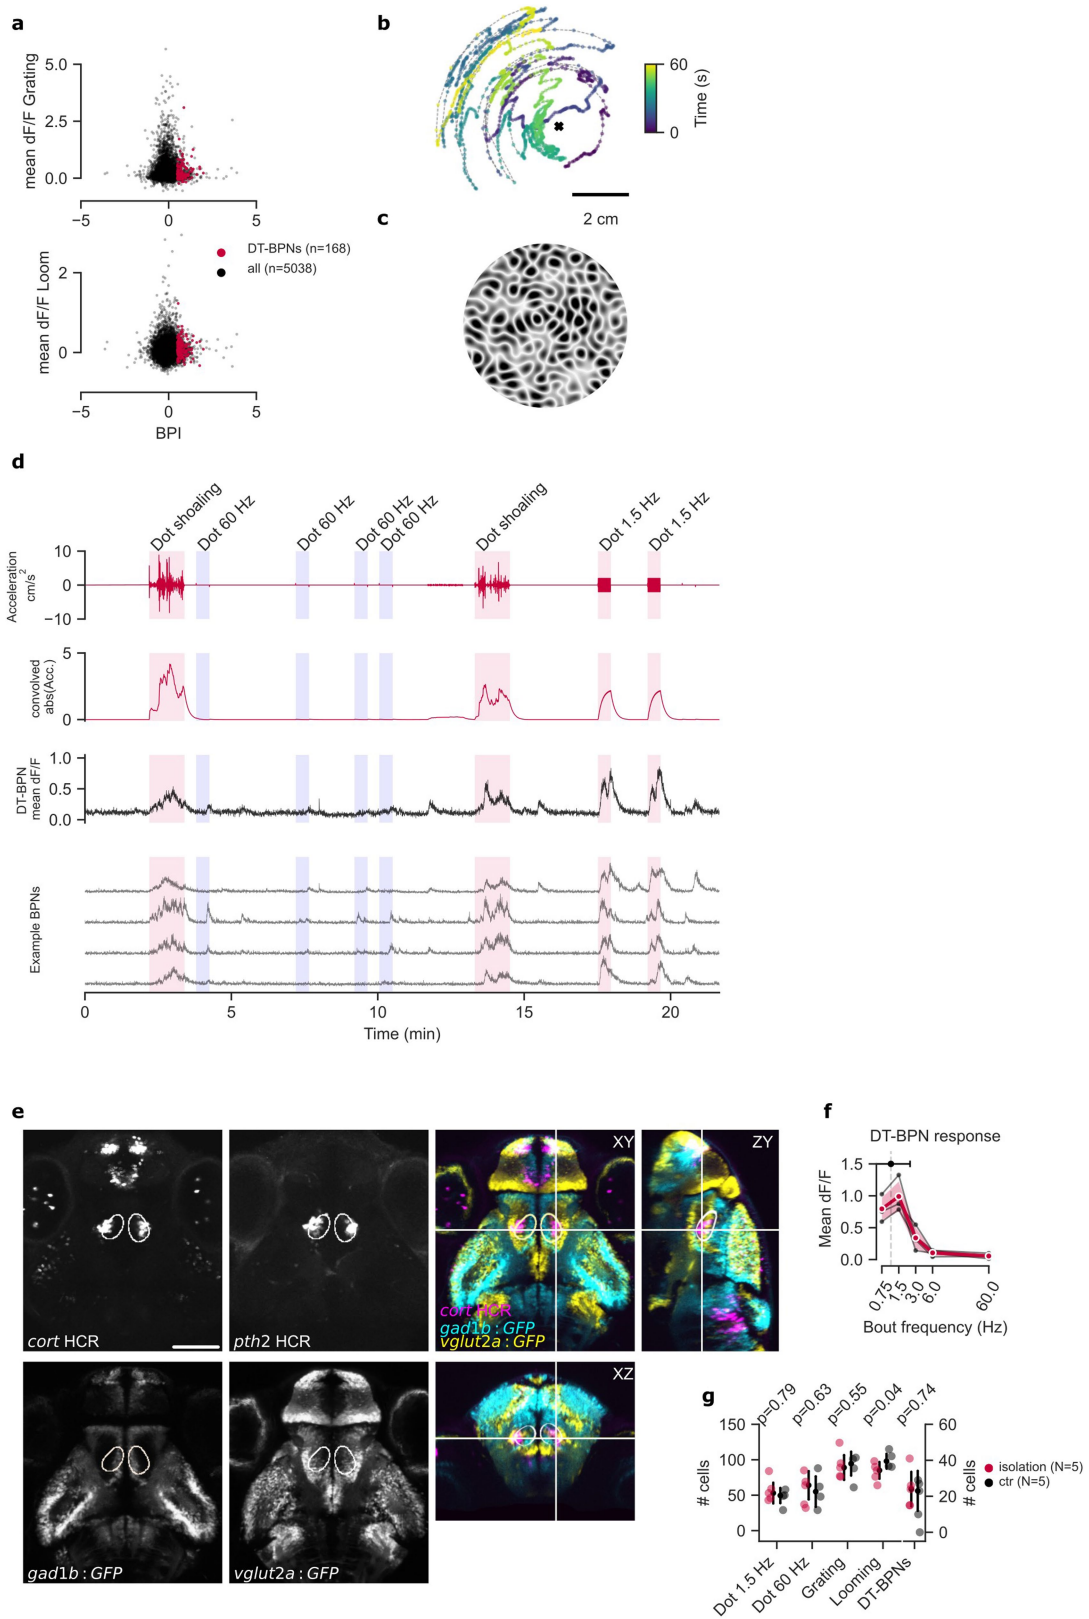 a
mean dF/F Grating
5.0
2.5
0.0
−5
0
5
mean dF/F Loom
2
0
DT-BPNs (n=168)
all (n=5038)
−5
0
5
BPI
b
60
0
Time (s)
2 cm
c
d
Dot shoaling
Dot 60 Hz
Dot 60 Hz
Dot 60 Hz
Dot 60 Hz
Dot shoaling
Dot 1.5 Hz
Dot 1.5 Hz
Acceleration
cm/s²
10
0
−10
convolved
abs(Acc.)
5
0
DT-BPN
mean dF/F
1.0
0.5
0.0
Example BPNs
0
5
10
15
20
Time (min)
e
cort HCR
pth2 HCR
XY
cort HCR
gad1b:GFP
vglut2a:GFP
ZY
gad1b:GFP
vglut2a:GFP
XZ
f
DT-BPN response
Mean dF/F
1.5
1.0
0.5
0.0
0.75
1.5
3.0
6.0
60.0
Bout frequency (Hz)
g
p=0.79
p=0.63
p=0.55
p=0.04
p=0.74
# cells
150
100
50
0
60
40
20
0
# cells
isolation (N=5)
ctr (N=5)
Dot 1.5 Hz
Dot 60 Hz
Grating
Looming
DT-BPNs